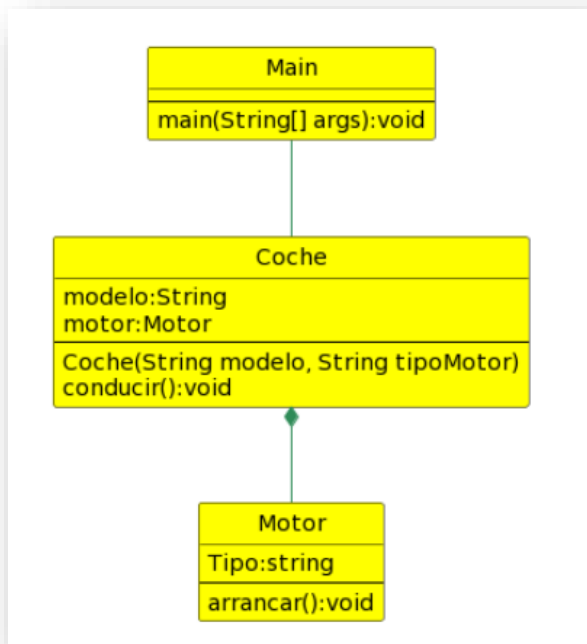 Main
main(String[] args):void
Coche
modelo:String
motor:Motor
Coche(String modelo, String tipoMotor)
conducir():void
Motor
Tipo:string
arrancar():void